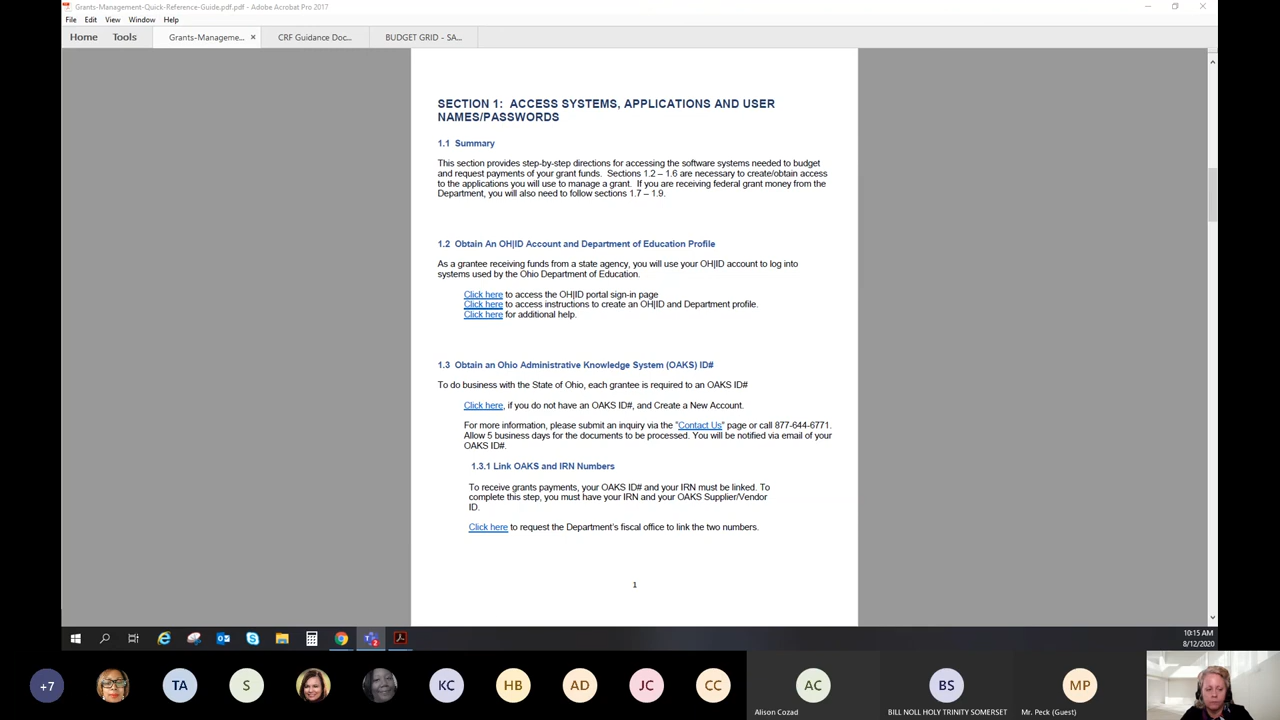 Grants-Management-Quick-Reference-Guide.pdf.pdf - Adobe Acrobat Pro 2017
File Edit View Window Help
Home Tools Grants-Manageme... × CRF Guidance Doc... BUDGET GRID - SA...
SECTION 1: ACCESS SYSTEMS, APPLICATIONS AND USER
NAMES/PASSWORDS
1.1 Summary
This section provides step-by-step directions for accessing the software systems needed to budget
and request payments of your grant funds. Sections 1.2 – 1.6 are necessary to create/obtain access
to the applications you will use to manage a grant. If you are receiving federal grant money from the
Department, you will also need to follow sections 1.7 – 1.9.
1.2 Obtain An OH|ID Account and Department of Education Profile
As a grantee receiving funds from a state agency, you will use your OH|ID account to log into
systems used by the Ohio Department of Education.
Click here to access the OH|ID portal sign-in page
Click here to access instructions to create an OH|ID and Department profile.
Click here for additional help.
1.3 Obtain an Ohio Administrative Knowledge System (OAKS) ID#
To do business with the State of Ohio, each grantee is required to an OAKS ID#
Click here, if you do not have an OAKS ID#, and Create a New Account.
For more information, please submit an inquiry via the "Contact Us" page or call 877-644-6771.
Allow 5 business days for the documents to be processed. You will be notified via email of your
OAKS ID#.
1.3.1 Link OAKS and IRN Numbers
To receive grants payments, your OAKS ID# and your IRN must be linked. To
complete this step, you must have your IRN and your OAKS Supplier/Vendor
ID.
Click here to request the Department's fiscal office to link the two numbers.
1
10:15 AM
8/12/2020
+7 TA S KC HB AD JC CC AC BS MP
Alison Cozad BILL NOLL HOLY TRINITY SOMERSET Mr. Peck (Guest)